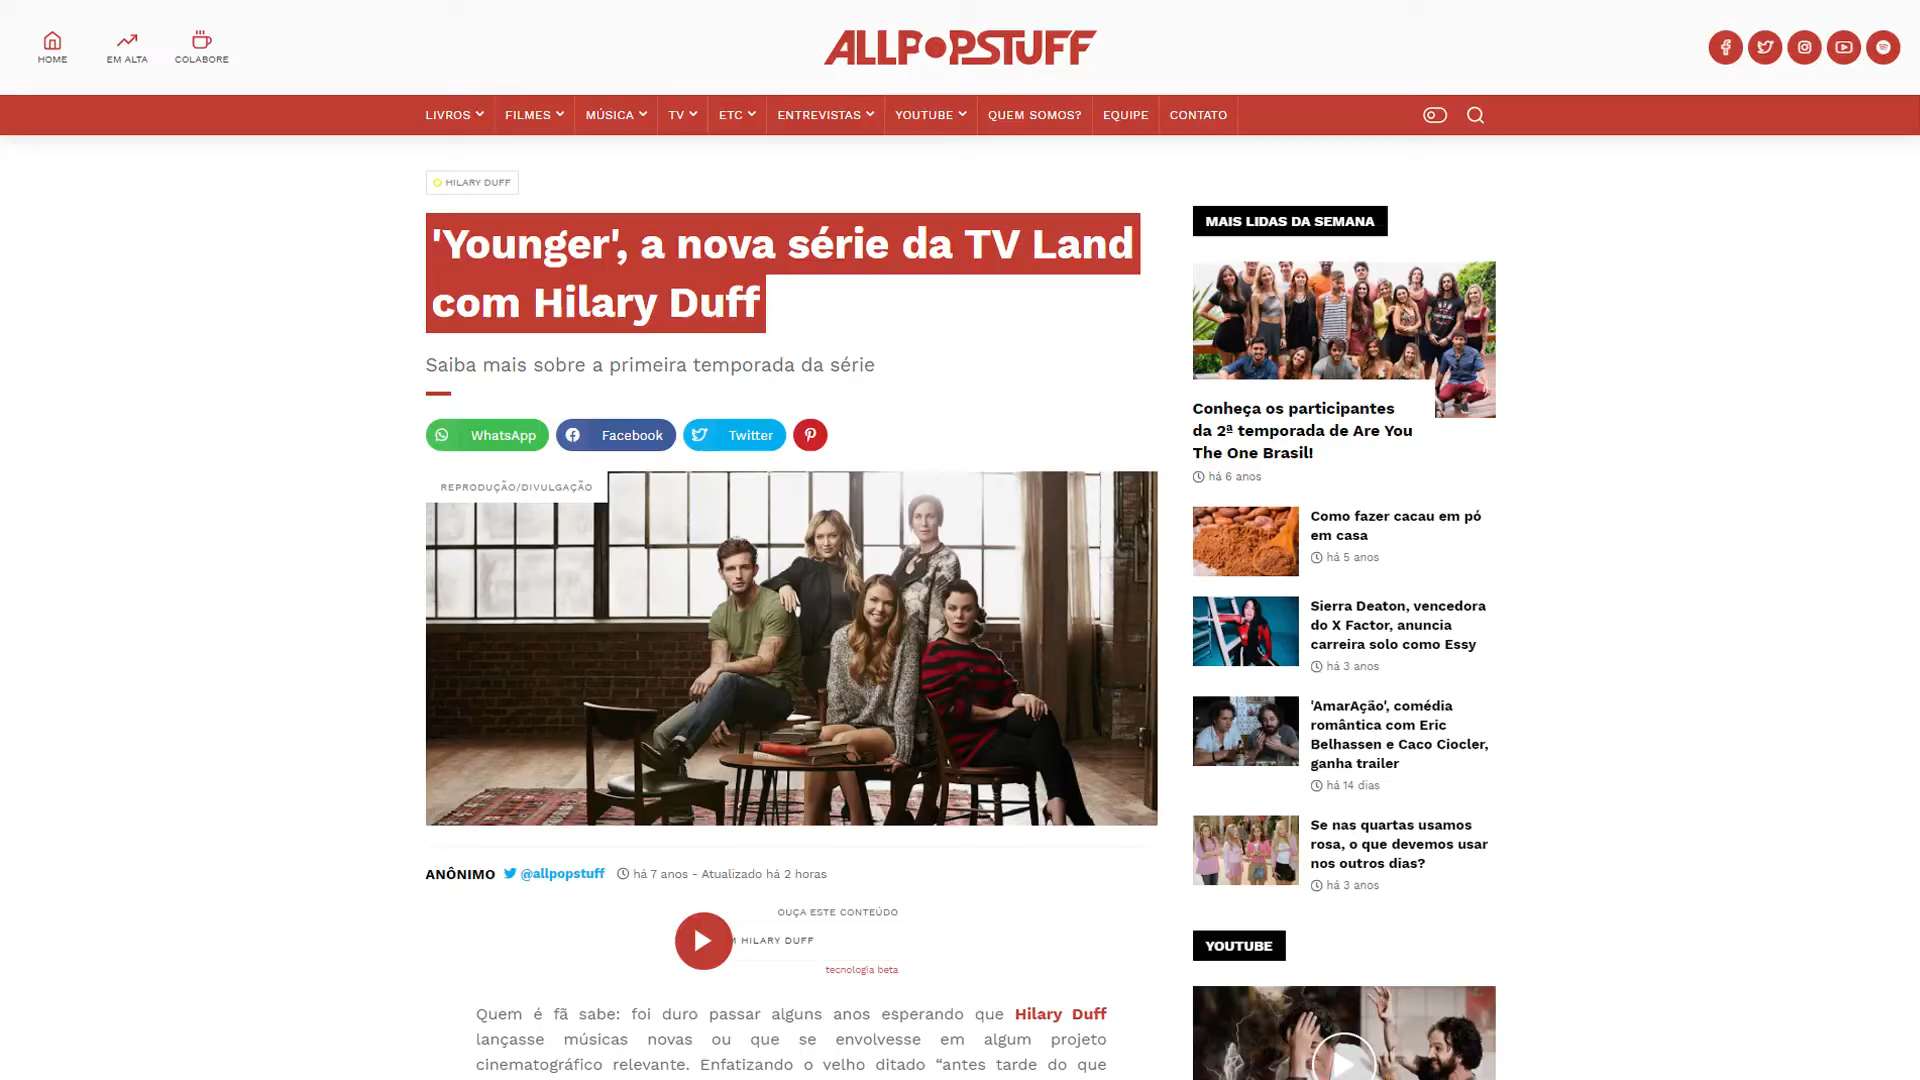 HOME
EM ALTA
COLABORE
ALLPOPSTUFF
LIVROS
FILMES
MÚSICA
TV
ETC
ENTREVISTAS
YOUTUBE
QUEM SOMOS?
EQUIPE
CONTATO
HILARY DUFF
'Younger', a nova série da TV Land
com Hilary Duff
Saiba mais sobre a primeira temporada da série
WhatsApp
Facebook
Twitter
REPRODUÇÃO/DIVULGAÇÃO
ANÔNIMO @allpopstuff há 7 anos - Atualizado há 2 horas
OUÇA ESTE CONTEÚDO
M HILARY DUFF
tecnologia beta
Quem é fã sabe: foi duro passar alguns anos esperando que Hilary Duff
lançasse músicas novas ou que se envolvesse em algum projeto
cinematográfico relevante. Enfatizando o velho ditado “antes tarde do que
MAIS LIDAS DA SEMANA
Conheça os participantes
da 2ª temporada de Are You
The One Brasil!
há 6 anos
Como fazer cacau em pó
em casa
há 5 anos
Sierra Deaton, vencedora
do X Factor, anuncia
carreira solo como Essy
há 3 anos
'AmarAção', comédia
romântica com Eric
Belhassen e Caco Ciocler,
ganha trailer
há 14 dias
Se nas quartas usamos
rosa, o que devemos usar
nos outros dias?
há 3 anos
YOUTUBE